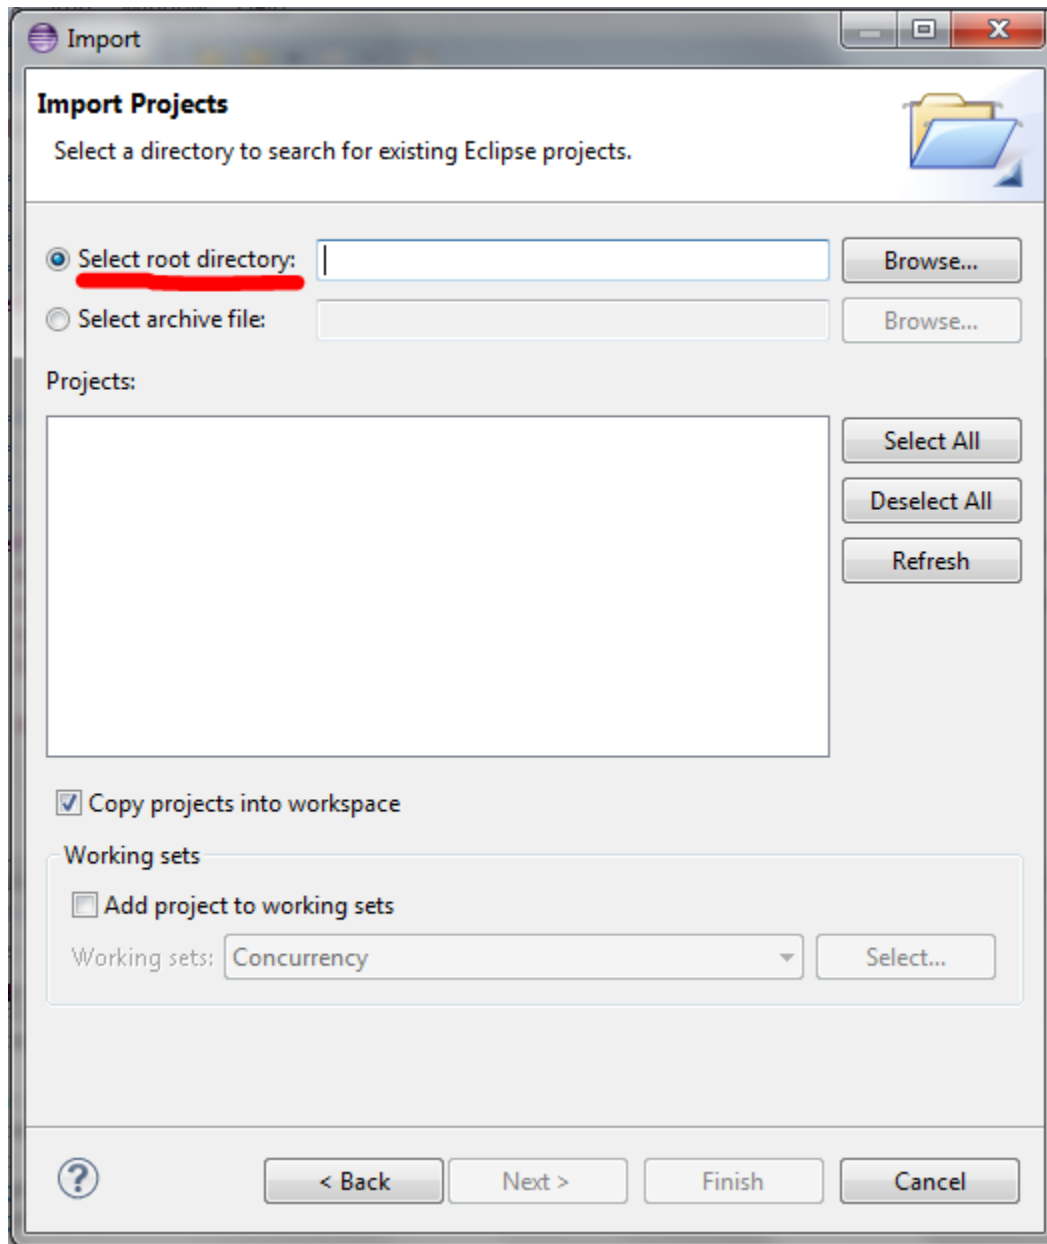 Import
Import Projects
Select a directory to search for existing Eclipse projects.
Select root directory: Browse...
Select archive file: Browse...
Projects:
Select All
Deselect All
Refresh
Copy projects into workspace
Working sets
Add project to working sets
Working sets: Concurrency Select...
? < Back Next > Finish Cancel